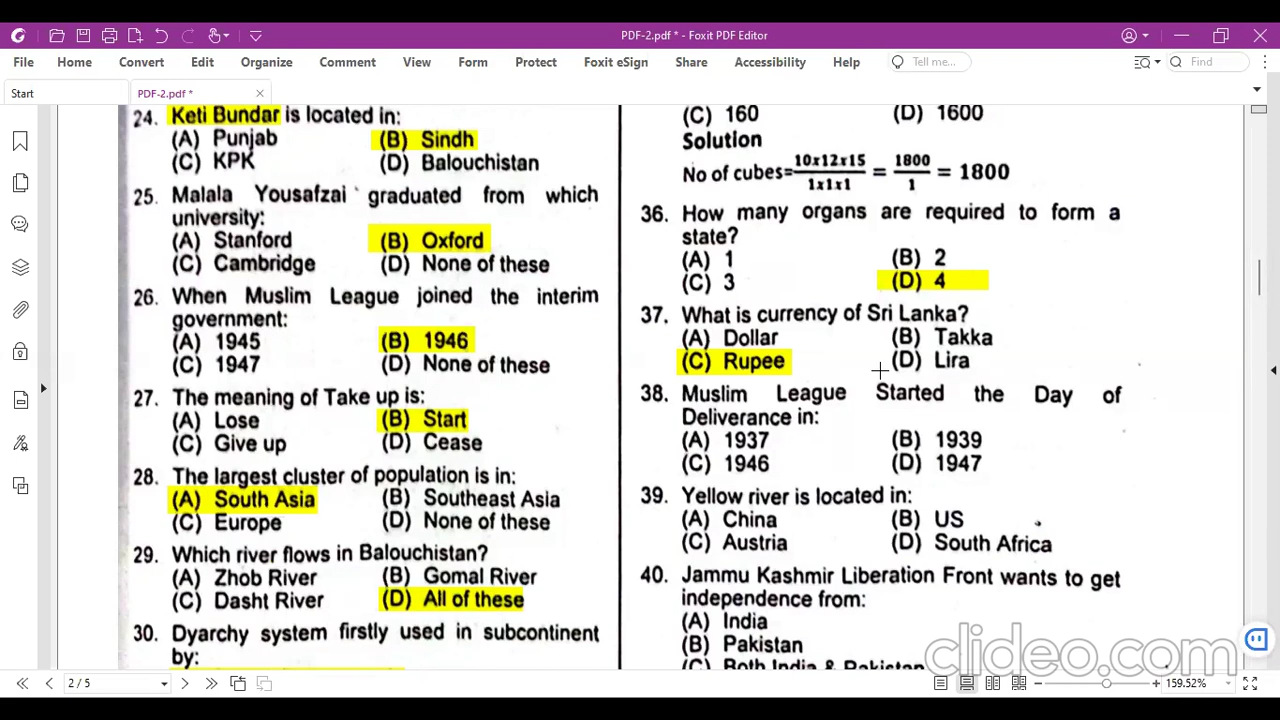 PDF-2.pdf * - Foxit PDF Editor
File Home Convert Edit Organize Comment View Form Protect Foxit eSign Share Accessibility Help Tell me... Find
Start PDF-2.pdf *
24. Keti Bundar is located in:
(A) Punjab (B) Sindh
(C) KPK (D) Balouchistan
25. Malala Yousafzai graduated from which
university:
(A) Stanford (B) Oxford
(C) Cambridge (D) None of these
26. When Muslim League joined the interim
government:
(A) 1945 (B) 1946
(C) 1947 (D) None of these
27. The meaning of Take up is:
(A) Lose (B) Start
(C) Give up (D) Cease
28. The largest cluster of population is in:
(A) South Asia (B) Southeast Asia
(C) Europe (D) None of these
29. Which river flows in Balouchistan?
(A) Zhob River (B) Gomal River
(C) Dasht River (D) All of these
30. Dyarchy system firstly used in subcontinent
by:
(C) 160 (D) 1600
Solution
No of cubes= 10x12x15 / 1x1x1 = 1800 / 1 = 1800
36. How many organs are required to form a
state?
(A) 1 (B) 2
(C) 3 (D) 4
37. What is currency of Sri Lanka?
(A) Dollar (B) Takka
(C) Rupee (D) Lira
38. Muslim League Started the Day of
Deliverance in:
(A) 1937 (B) 1939
(C) 1946 (D) 1947
39. Yellow river is located in:
(A) China (B) US
(C) Austria (D) South Africa
40. Jammu Kashmir Liberation Front wants to get
independence from:
(A) India
(B) Pakistan
(C) Both India & Pakistan
clideo.com
2 / 5 159.52%